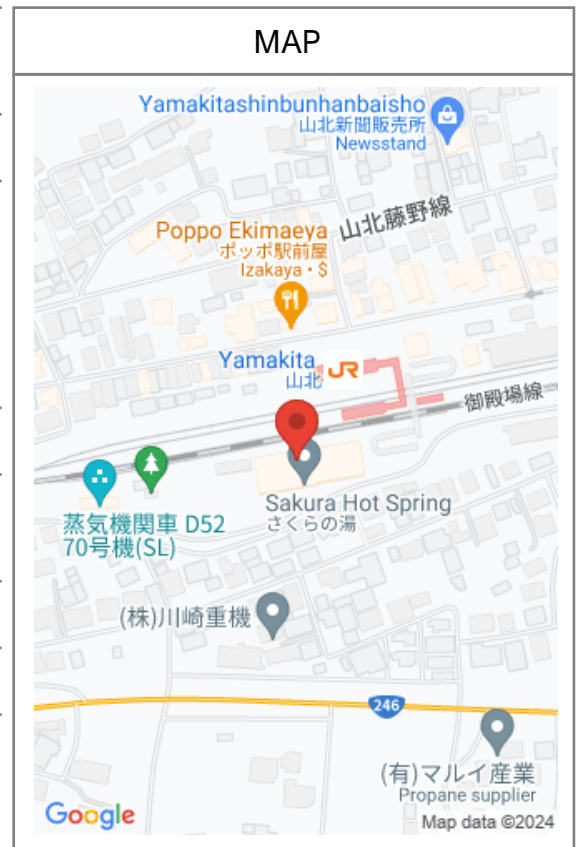 MAP
Yamakitashinbunhanbaisho
山北新聞販売所
Newsstand
山北藤野線
Poppo Ekimaeya
ポッポ駅前屋
Izakaya・$
Yamakita
山北
JR
御殿場線
Sakura Hot Spring
さくらの湯
蒸気機関車 D52
70号機(SL)
(株)川崎重機
246
(有)マルイ産業
Propane supplier
Google
Map data ©2024